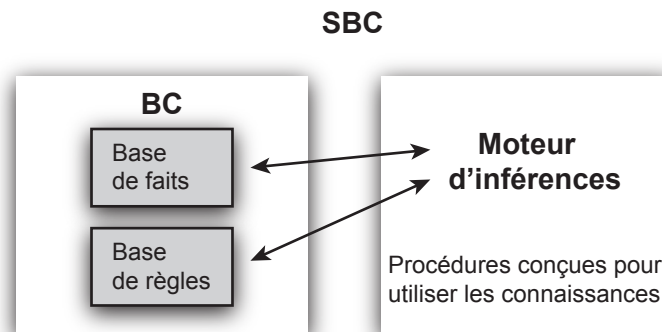 SBC
BC
Base
de faits
Base
de règles
Moteur
d’inférences
Procédures conçues pour
utiliser les connaissances